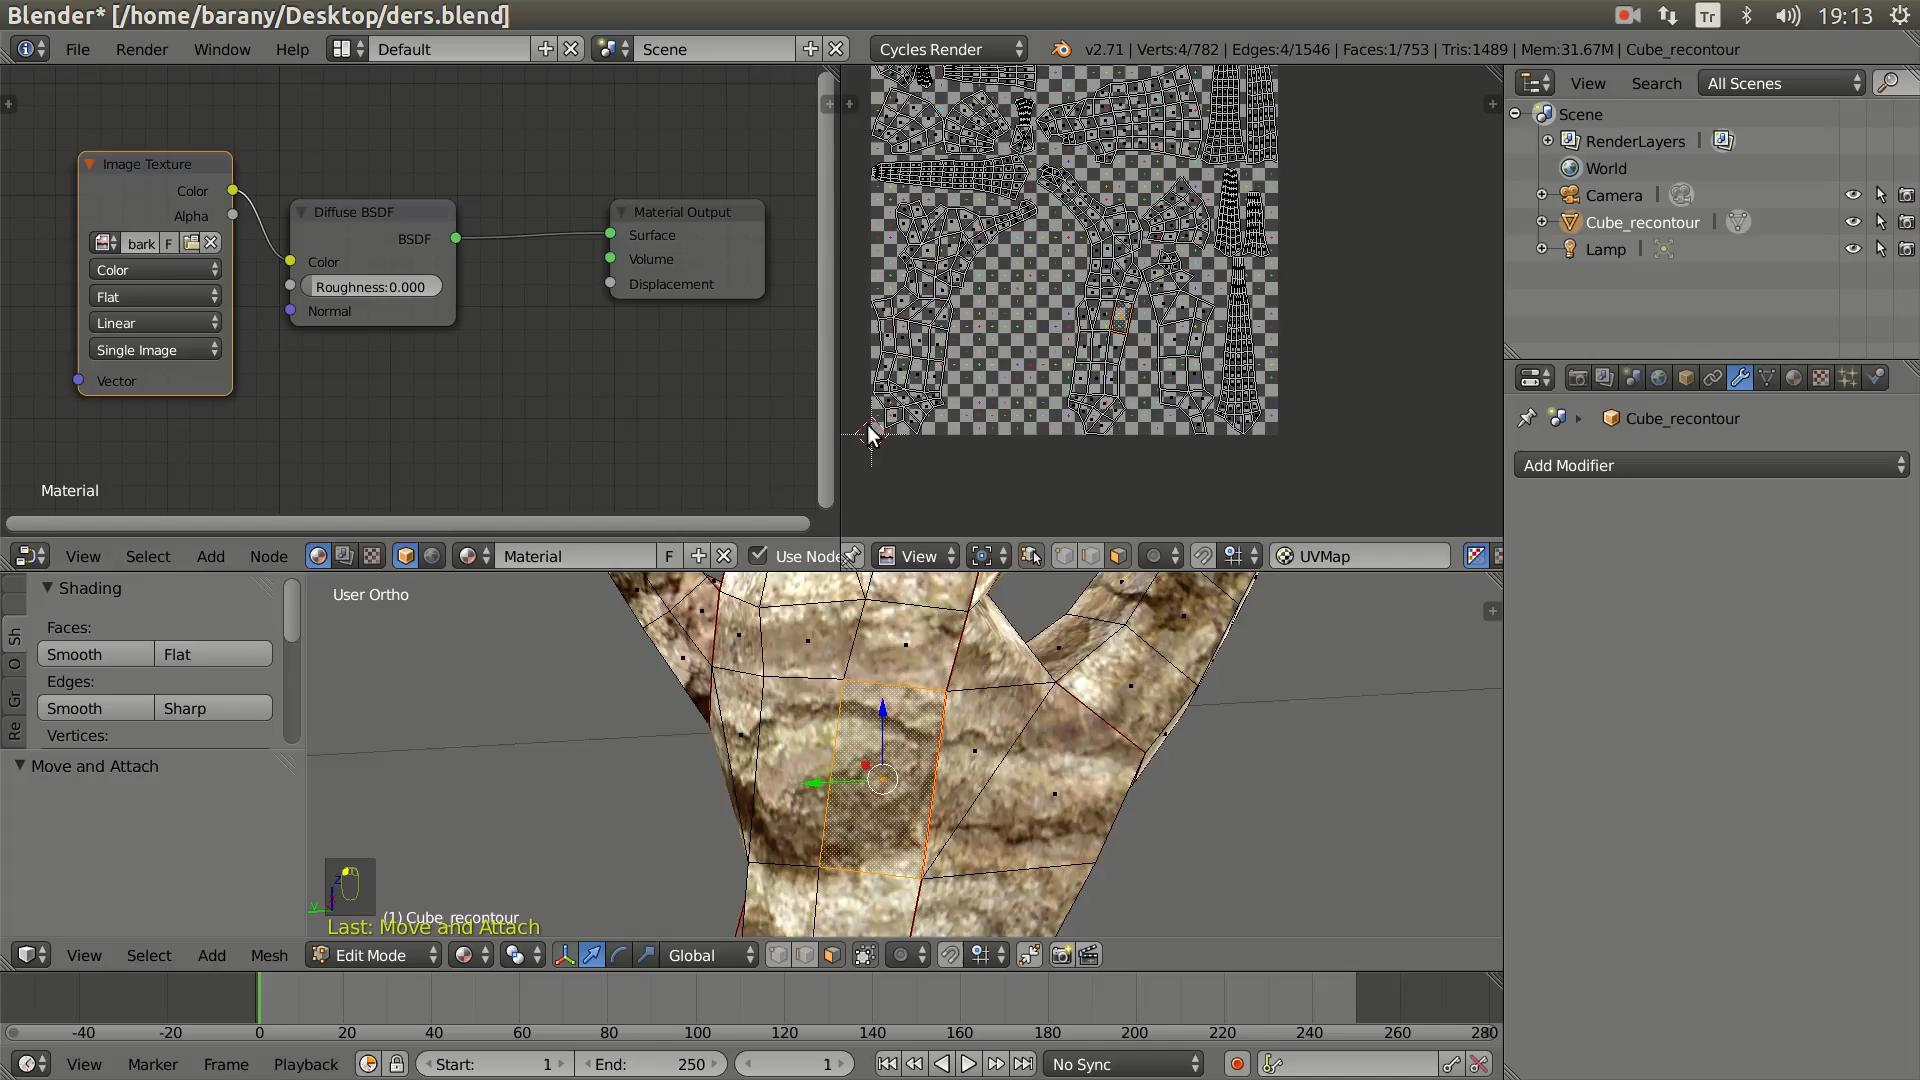 Blender* [/home/barany/Desktop/ders.blend]
Tr 19:13
File Render Window Help Default Scene Cycles Render v2.71 | Verts:4/782 | Edges:4/1546 | Faces:1/753 | Tris:1489 | Mem:31.67M | Cube_recontour
View Search All Scenes
Scene
RenderLayers
World
Camera
Cube_recontour
Lamp
Image Texture
Color
Alpha
bark F
Color
Flat
Linear
Single Image
Vector
Diffuse BSDF
BSDF
Color
Roughness:0.000
Normal
Material Output
Surface
Volume
Displacement
Material
Cube_recontour
Add Modifier
View Select Add Node Material F Use Node
View UVMap
Shading
Faces:
Smooth Flat
Edges:
Smooth Sharp
Vertices:
Move and Attach
Sh
O
Gr
Re
User Ortho
z
y
(1) Cube_recontour
Last: Move and Attach
View Select Add Mesh Edit Mode Global
-40 -20 0 20 40 60 80 100 120 140 160 180 200 220 240 260 280
View Marker Frame Playback Start: 1 End: 250 1 No Sync